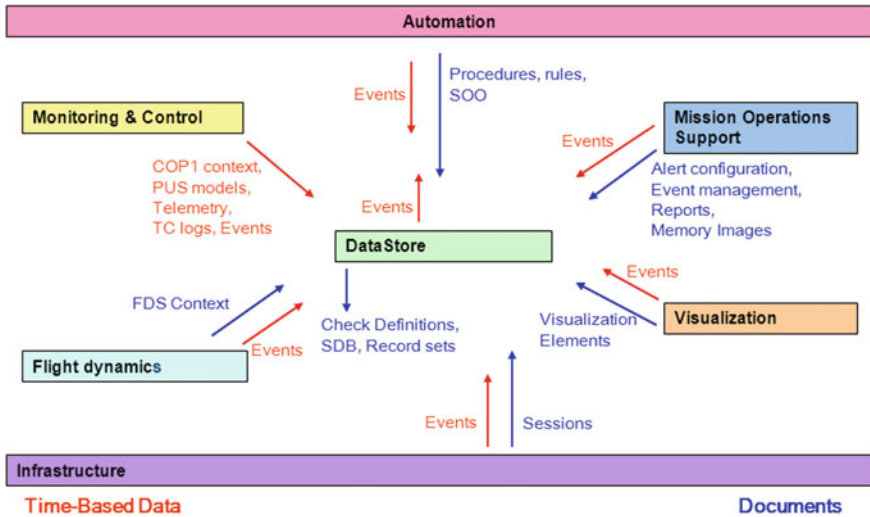 Automation
Events
Procedures, rules,
SOO
Monitoring & Control
Mission Operations
Support
Events
COP1 context,
PUS models,
Telemetry,
TC logs, Events
Alert configuration,
Event management,
Reports,
Memory Images
Events
DataStore
Events
FDS Context
Check Definitions,
SDB, Record sets
Visualization
Elements
Visualization
Events
Flight dynamics
Events
Sessions
Infrastructure
Time-Based Data
Documents